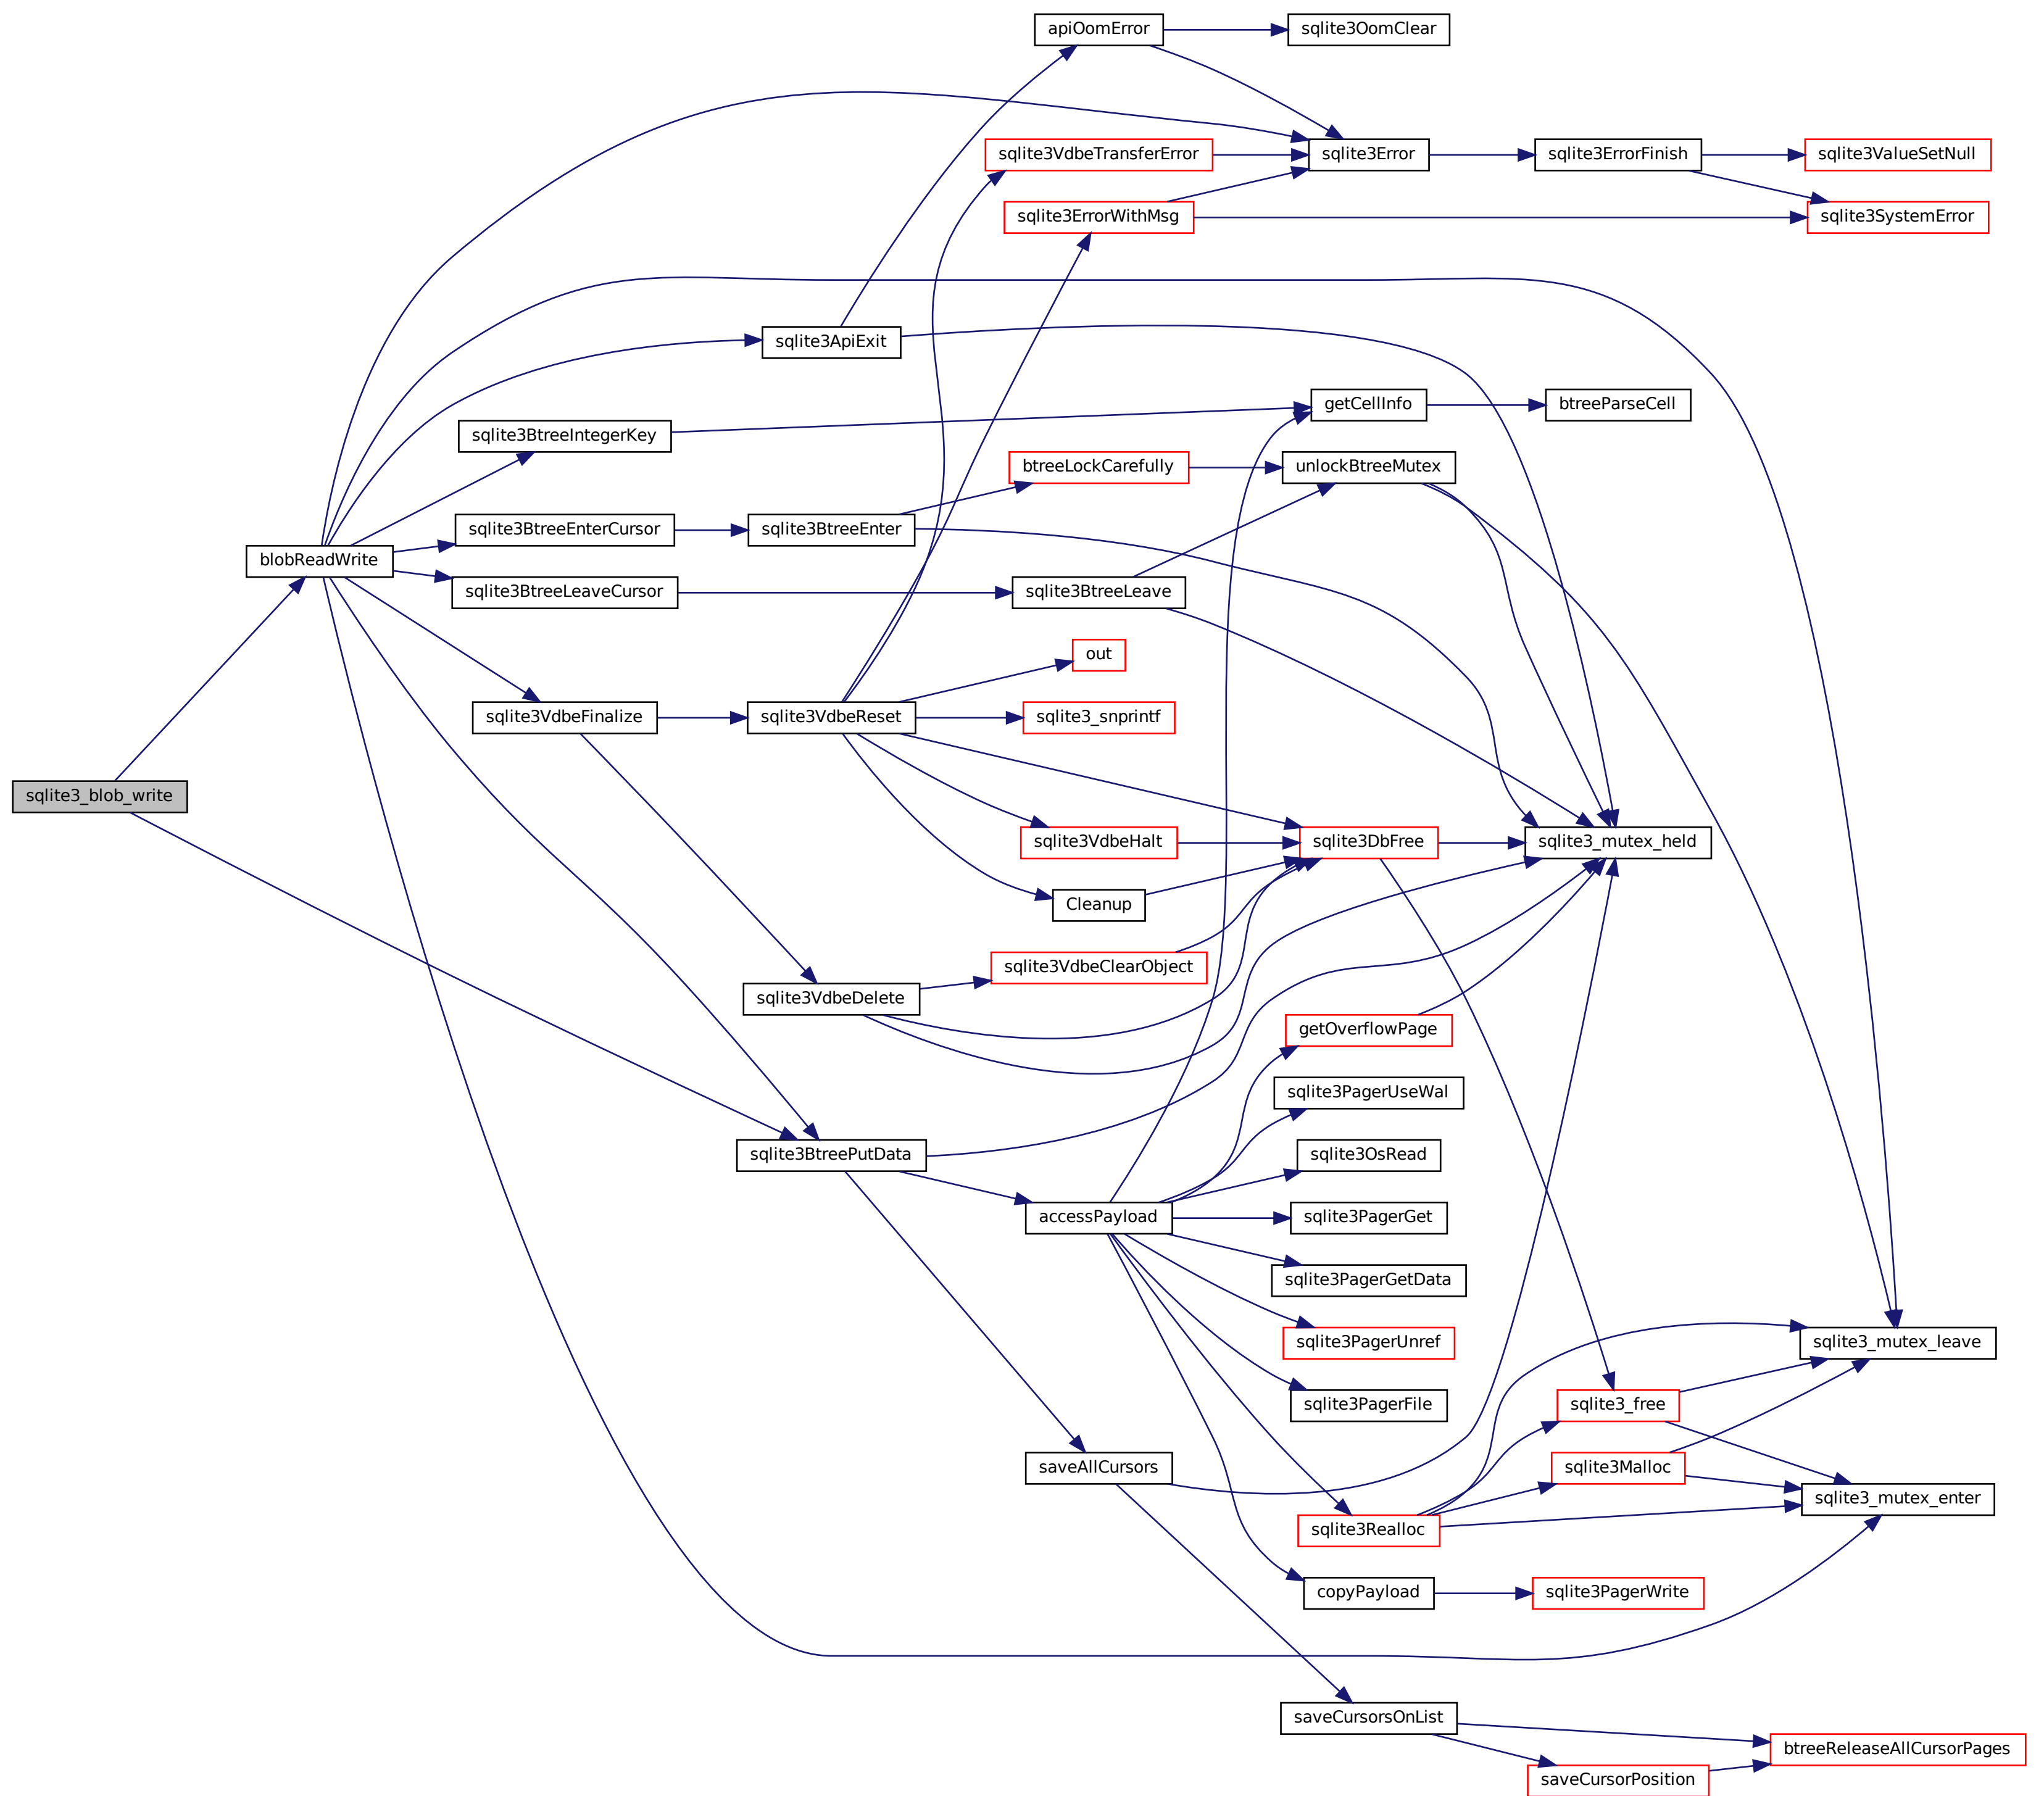 apiOomError
sqlite3OomClear
sqlite3VdbeTransferError
sqlite3Error
sqlite3ErrorFinish
sqlite3ValueSetNull
sqlite3ErrorWithMsg
sqlite3SystemError
sqlite3ApiExit
getCellInfo
btreeParseCell
sqlite3BtreeIntegerKey
btreeLockCarefully
unlockBtreeMutex
sqlite3BtreeEnterCursor
sqlite3BtreeEnter
blobReadWrite
sqlite3BtreeLeaveCursor
sqlite3BtreeLeave
out
sqlite3VdbeFinalize
sqlite3VdbeReset
sqlite3_snprintf
sqlite3_blob_write
sqlite3VdbeHalt
sqlite3DbFree
sqlite3_mutex_held
Cleanup
sqlite3VdbeClearObject
sqlite3VdbeDelete
getOverflowPage
sqlite3PagerUseWal
sqlite3BtreePutData
sqlite3OsRead
accessPayload
sqlite3PagerGet
sqlite3PagerGetData
sqlite3PagerUnref
sqlite3_mutex_leave
sqlite3PagerFile
sqlite3_free
saveAllCursors
sqlite3Malloc
sqlite3_mutex_enter
sqlite3Realloc
copyPayload
sqlite3PagerWrite
saveCursorsOnList
btreeReleaseAllCursorPages
saveCursorPosition